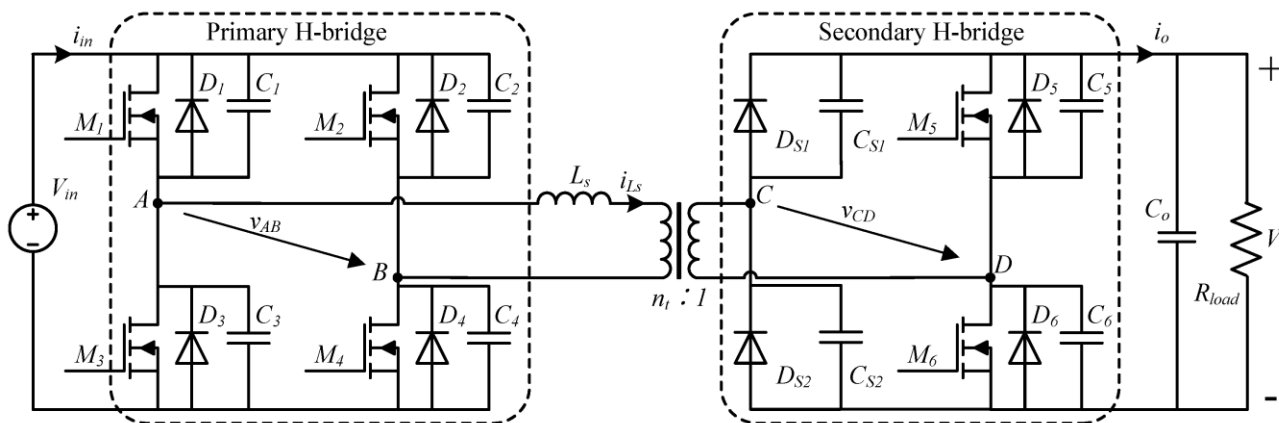 Primary H-bridge
Secondary H-bridge
i_in
i_o
D_1
C_1
D_2
C_2
D_5
C_5
M_1
M_2
D_S1
C_S1
M_5
+
V_in
A
v_AB
L_s
i_Ls
C
v_CD
C_o
V
B
D
n_t : 1
R_load
D_3
C_3
D_4
C_4
D_6
C_6
M_3
M_4
D_S2
C_S2
M_6
-